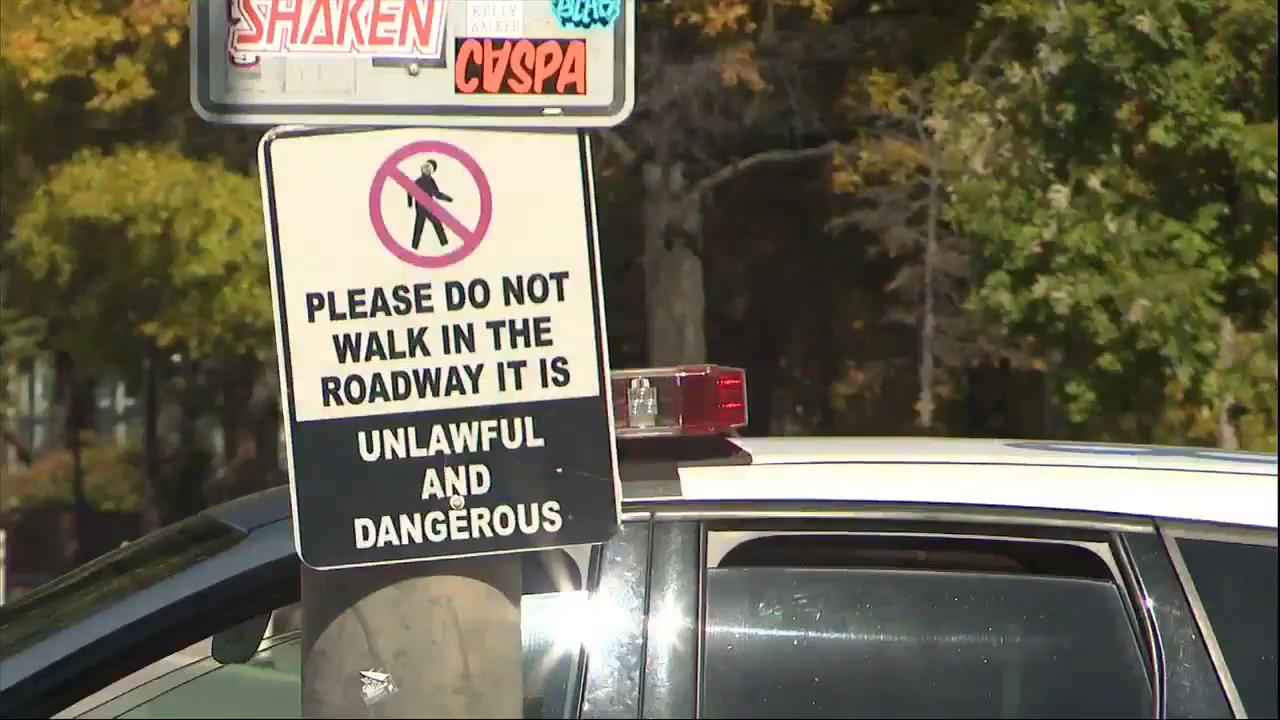 SHAKEN
KELLY
WALKER
CASPA
PLEASE DO NOT
WALK IN THE
ROADWAY IT IS
UNLAWFUL
AND
DANGEROUS